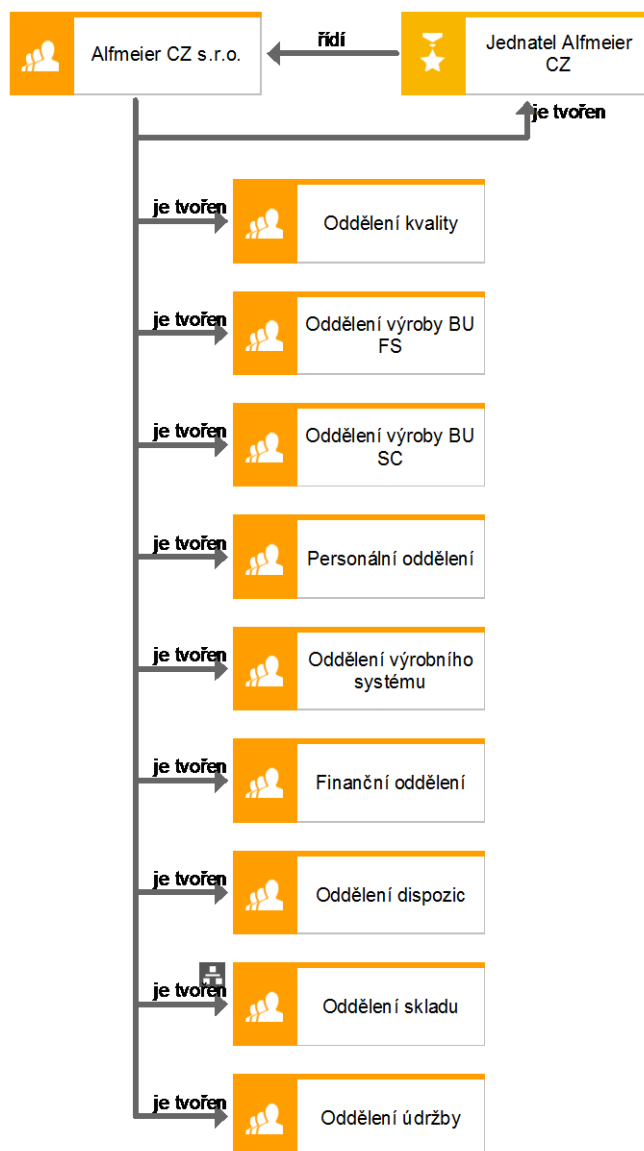 Alfmeier CZ s.r.o.
řídí
Jednatel Alfmeier
CZ
je tvořen
je tvořen
Oddělení kvality
je tvořen
Oddělení výroby BU
FS
je tvořen
Oddělení výroby BU
SC
je tvořen
Personální oddělení
je tvořen
Oddělení výrobního
systému
je tvořen
Finanční oddělení
je tvořen
Oddělení dispozic
je tvořen
Oddělení skladu
je tvořen
Oddělení údržby